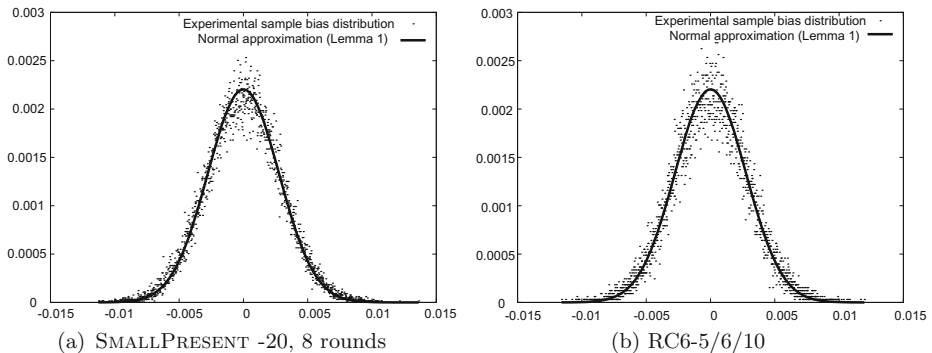 0.003
0.0025
0.002
0.0015
0.001
0.0005
0
-0.015 -0.01 -0.005 0 0.005 0.01 0.015
Experimental sample bias distribution
Normal approximation (Lemma 1)
(a) SMALLPRESENT -20, 8 rounds
0.003
0.0025
0.002
0.0015
0.001
0.0005
0
-0.015 -0.01 -0.005 0 0.005 0.01 0.015
Experimental sample bias distribution
Normal approximation (Lemma 1)
(b) RC6-5/6/10